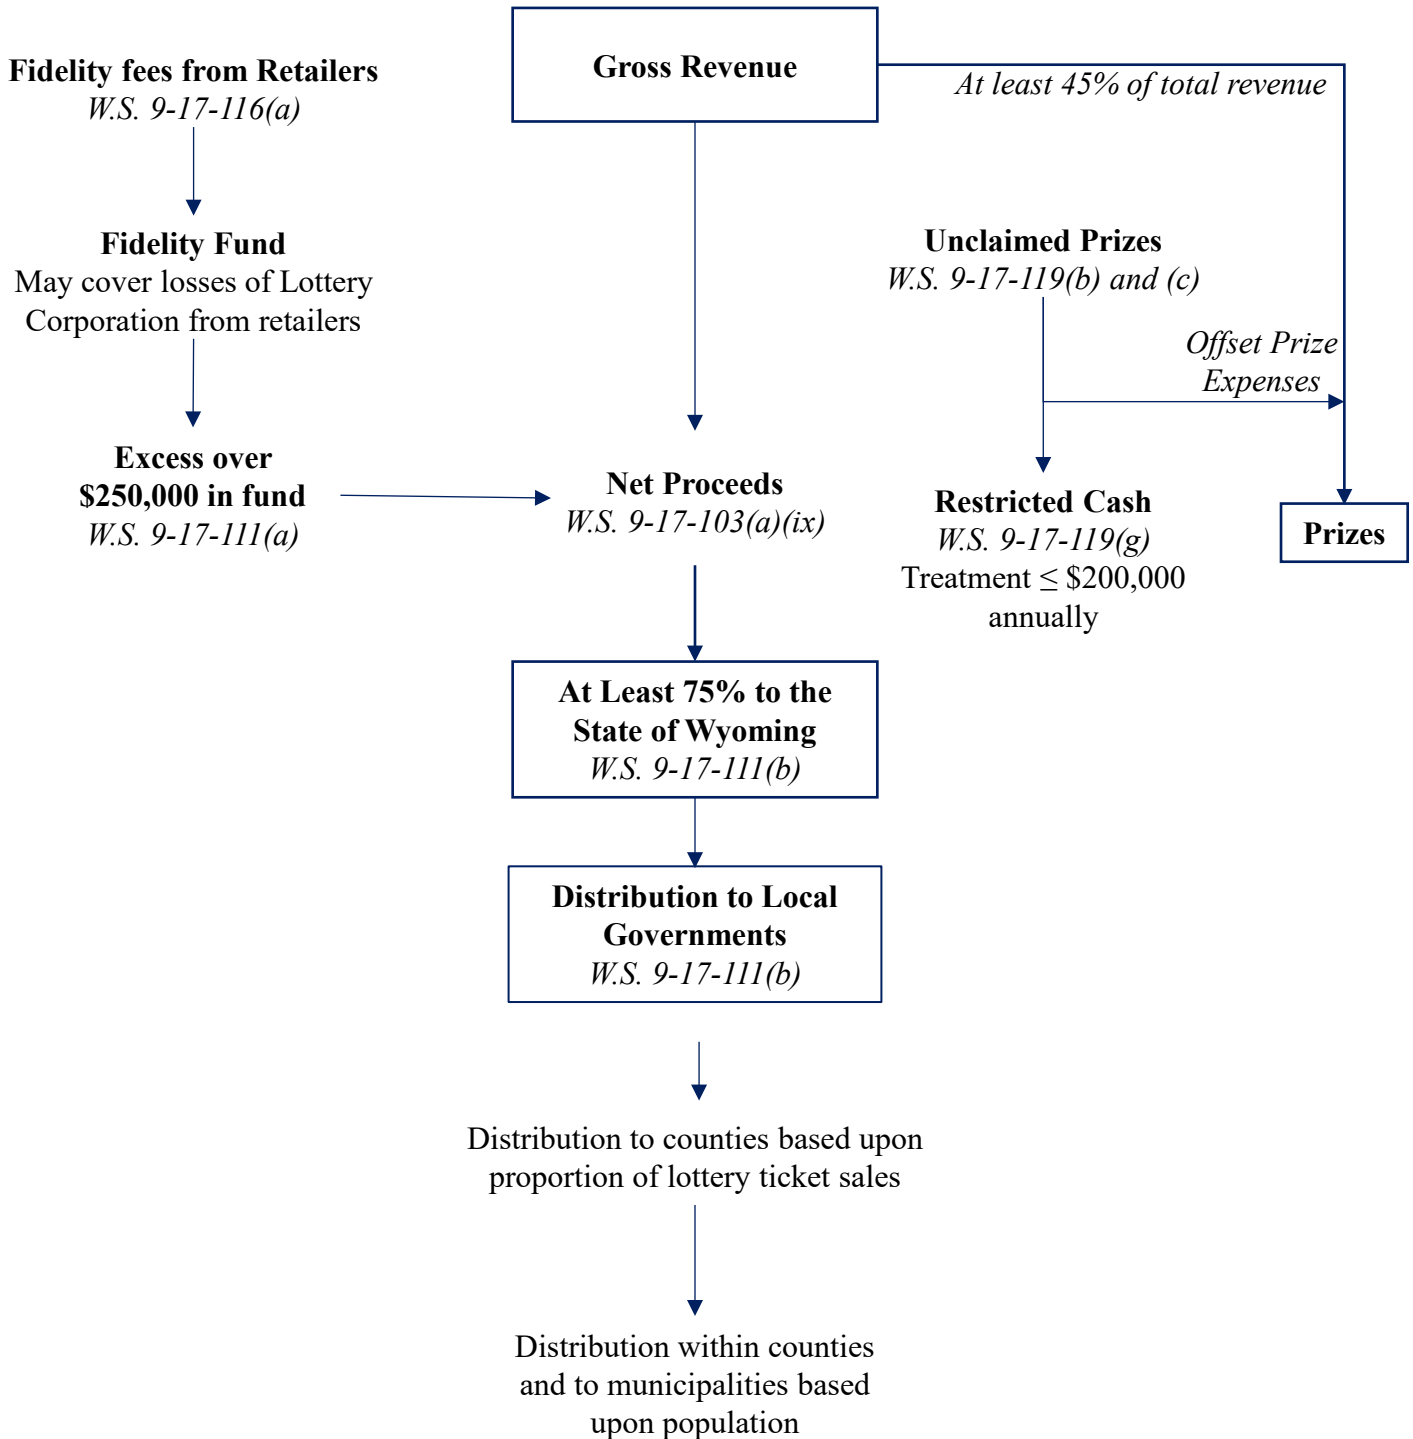 Gross Revenue
At least 45% of total revenue
Fidelity fees from Retailers
W.S. 9-17-116(a)
Fidelity Fund
May cover losses of Lottery
Corporation from retailers
Excess over
$250,000 in fund
W.S. 9-17-111(a)
Net Proceeds
W.S. 9-17-103(a)(ix)
Unclaimed Prizes
W.S. 9-17-119(b) and (c)
Offset Prize
Expenses
Restricted Cash
W.S. 9-17-119(g)
Treatment ≤ $200,000
annually
Prizes
At Least 75% to the
State of Wyoming
W.S. 9-17-111(b)
Distribution to Local
Governments
W.S. 9-17-111(b)
Distribution to counties based upon
proportion of lottery ticket sales
Distribution within counties
and to municipalities based
upon population